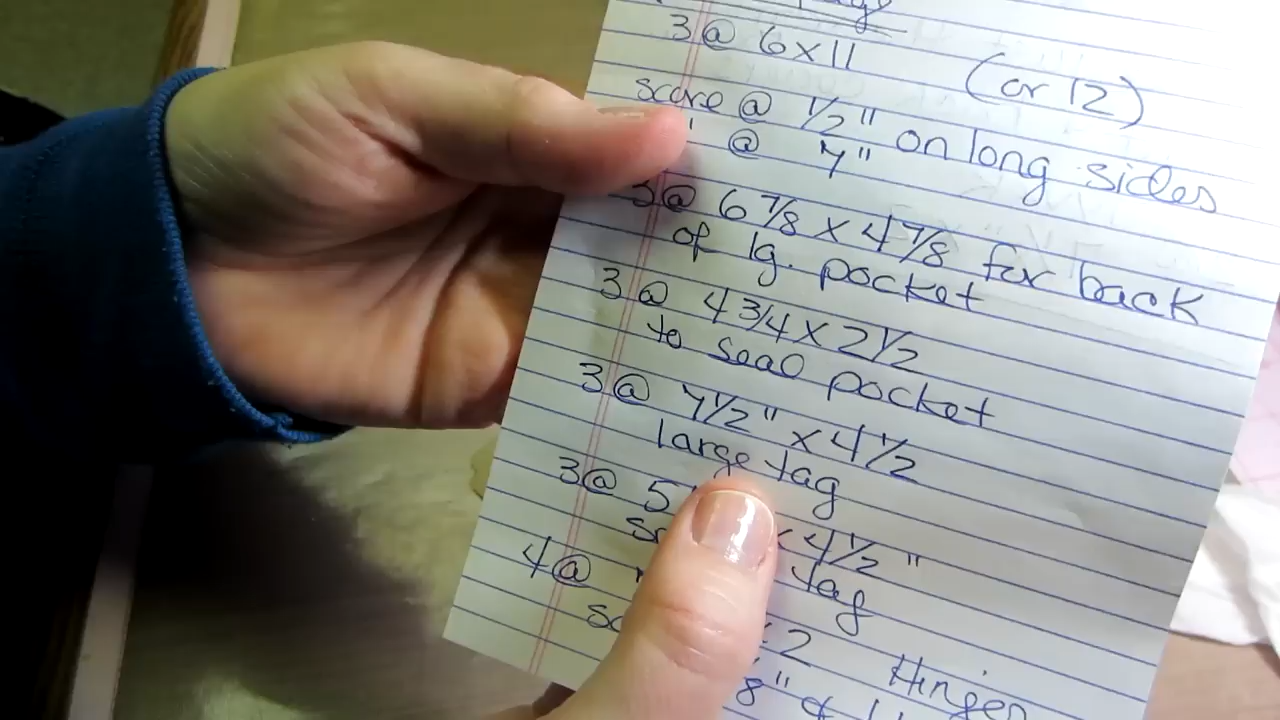 3@ 6x11 (or 12)
score @ 1/2" on long sides
" @ 7"
3@ 6 7/8 x 4 7/8 for back
of lg. pocket
3@ 4 3/4 x 2 1/2
to seal pocket
3@ 7 1/2" x 4 1/2
large tag
3@ 5 x 4 1/2"
tag
4@ x 2 Hinges
8" &